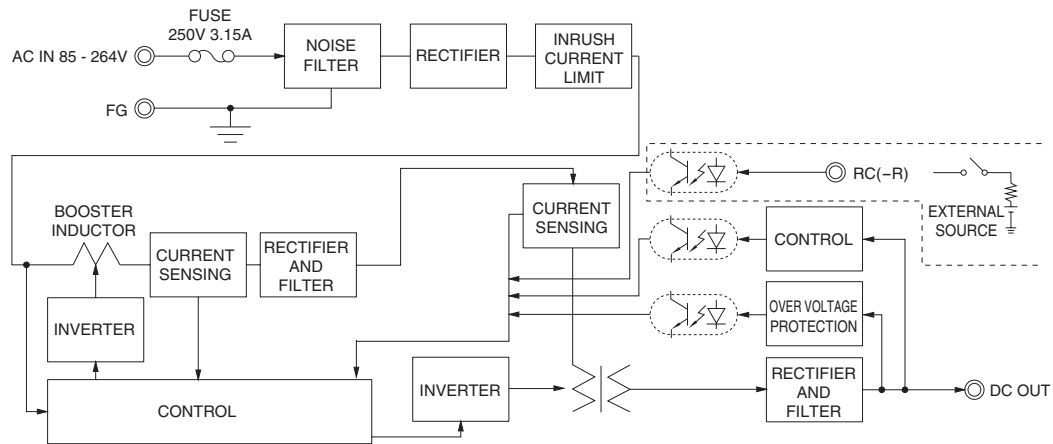 FUSE
250V 3.15A
AC IN 85 - 264V
NOISE
FILTER
RECTIFIER
INRUSH
CURRENT
LIMIT
FG
RC(−R)
EXTERNAL
SOURCE
CURRENT
SENSING
BOOSTER
INDUCTOR
CURRENT
SENSING
RECTIFIER
AND
FILTER
CONTROL
INVERTER
OVER VOLTAGE
PROTECTION
CONTROL
INVERTER
RECTIFIER
AND
FILTER
DC OUT